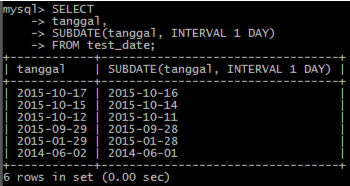 mysql> SELECT
    -> tanggal,
    -> SUBDATE(tanggal, INTERVAL 1 DAY)
    -> FROM test_date;
+------------+----------------------------------+
| tanggal    | SUBDATE(tanggal, INTERVAL 1 DAY) |
+------------+----------------------------------+
| 2015-10-17 | 2015-10-16                       |
| 2015-10-15 | 2015-10-14                       |
| 2015-10-12 | 2015-10-11                       |
| 2015-09-29 | 2015-09-28                       |
| 2015-01-29 | 2015-01-28                       |
| 2014-06-02 | 2014-06-01                       |
+------------+----------------------------------+
6 rows in set (0.00 sec)